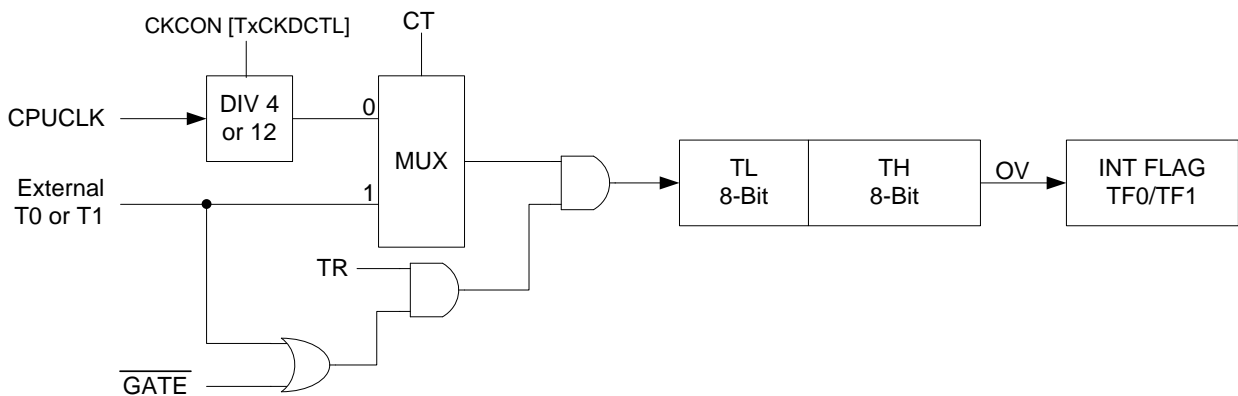 CKCON [TxCKDCTL]
CT
CPUCLK
DIV 4
or 12
0
MUX
External
T0 or T1
1
TL
8-Bit
TH
8-Bit
OV
INT FLAG
TF0/TF1
TR
GATE